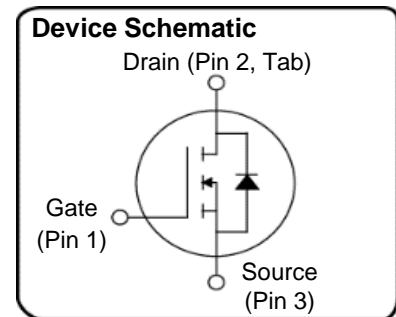 Device Schematic
Drain (Pin 2, Tab)
Gate
(Pin 1)
Source
(Pin 3)